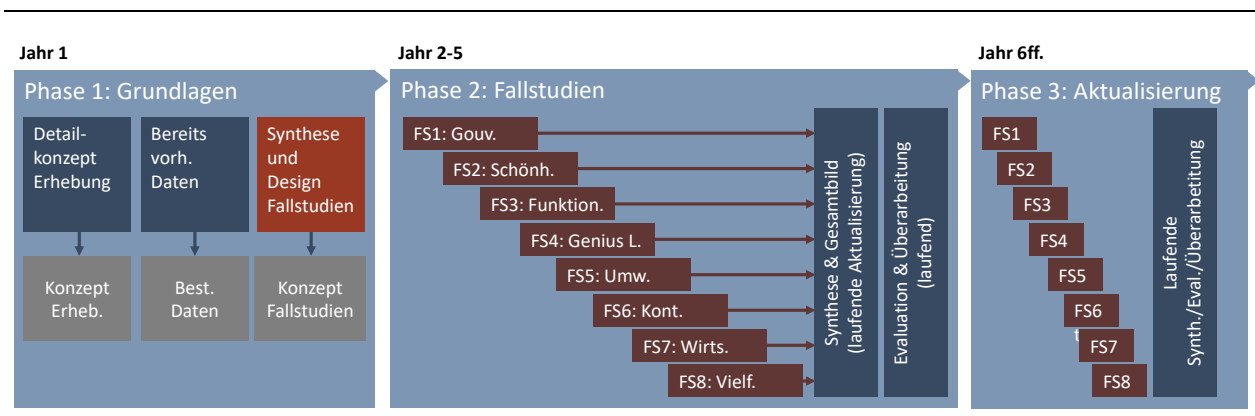 Jahr 1
Phase 1: Grundlagen
Detail-
konzept
Erhebung
Bereits
vorh.
Daten
Synthese
und
Design
Fallstudien
Konzept
Erheb.
Best.
Daten
Konzept
Fallstudien
Jahr 2-5
Phase 2: Fallstudien
FS1: Gouv.
FS2: Schönh.
FS3: Funktion.
FS4: Genius L.
FS5: Umw.
FS6: Kont.
FS7: Wirts.
FS8: Vielf.
Synthese & Gesamtbild
(laufende Aktualisierung)
Evaluation & Überarbeitung
(laufend)
Jahr 6ff.
Phase 3: Aktualisierung
FS1
FS2
FS3
FS4
FS5
FS6
t
FS7
FS8
Laufende
Synth./Eval./Überarbetitung